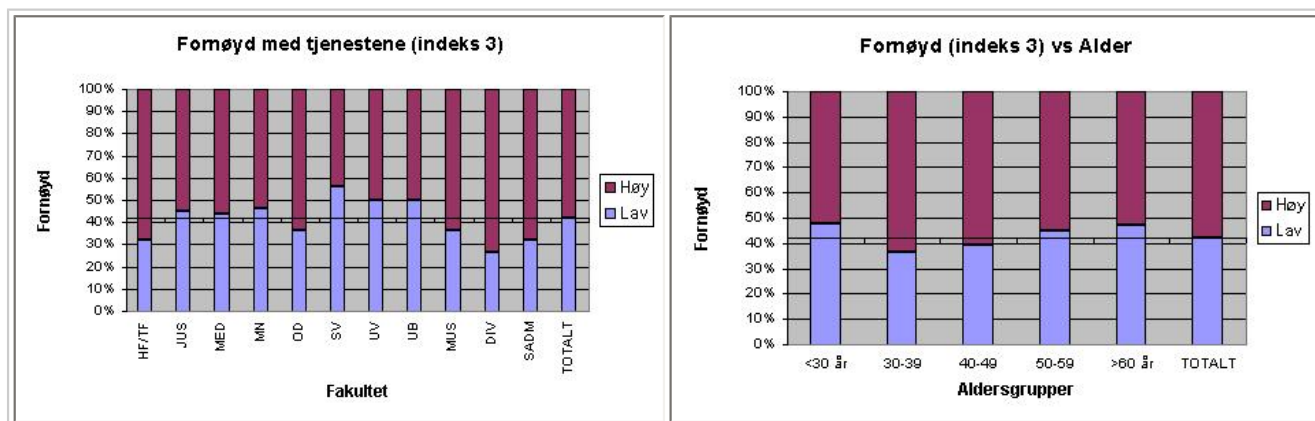 Fornøyd med tjenestene (indeks 3)
Fornøyd
100%
90%
80%
70%
60%
50%
40%
30%
20%
10%
0%
HF/TF
JUS
MED
MN
OD
SV
UV
UB
MUS
DIV
SADM
TOTALT
Fakultet
Høy
Lav
Fornøyd (indeks 3) vs Alder
Fornøyd
100%
90%
80%
70%
60%
50%
40%
30%
20%
10%
0%
<30 år
30-39
40-49
50-59
>60 år
TOTALT
Aldersgrupper
Høy
Lav